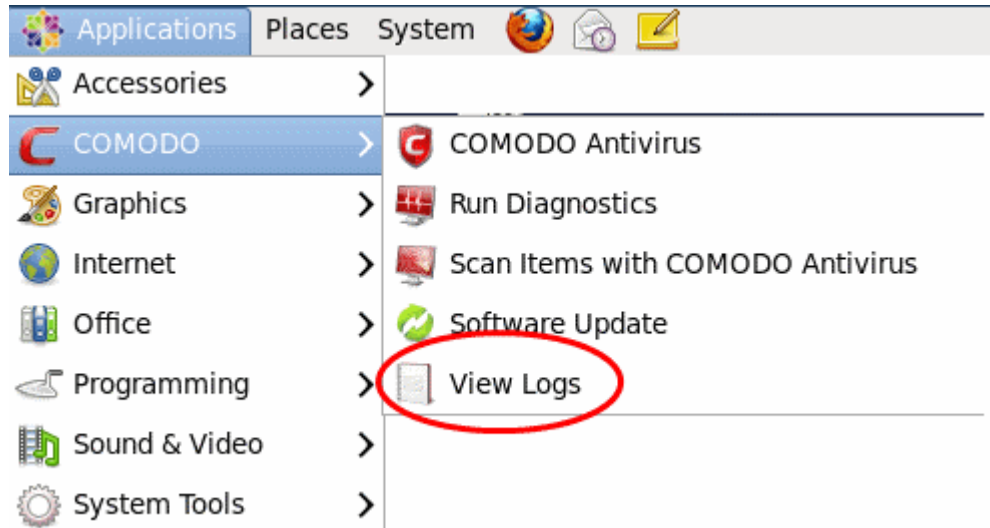 Applications Places System
Accessories
COMODO
Graphics
Internet
Office
Programming
Sound & Video
System Tools
COMODO Antivirus
Run Diagnostics
Scan Items with COMODO Antivirus
Software Update
View Logs